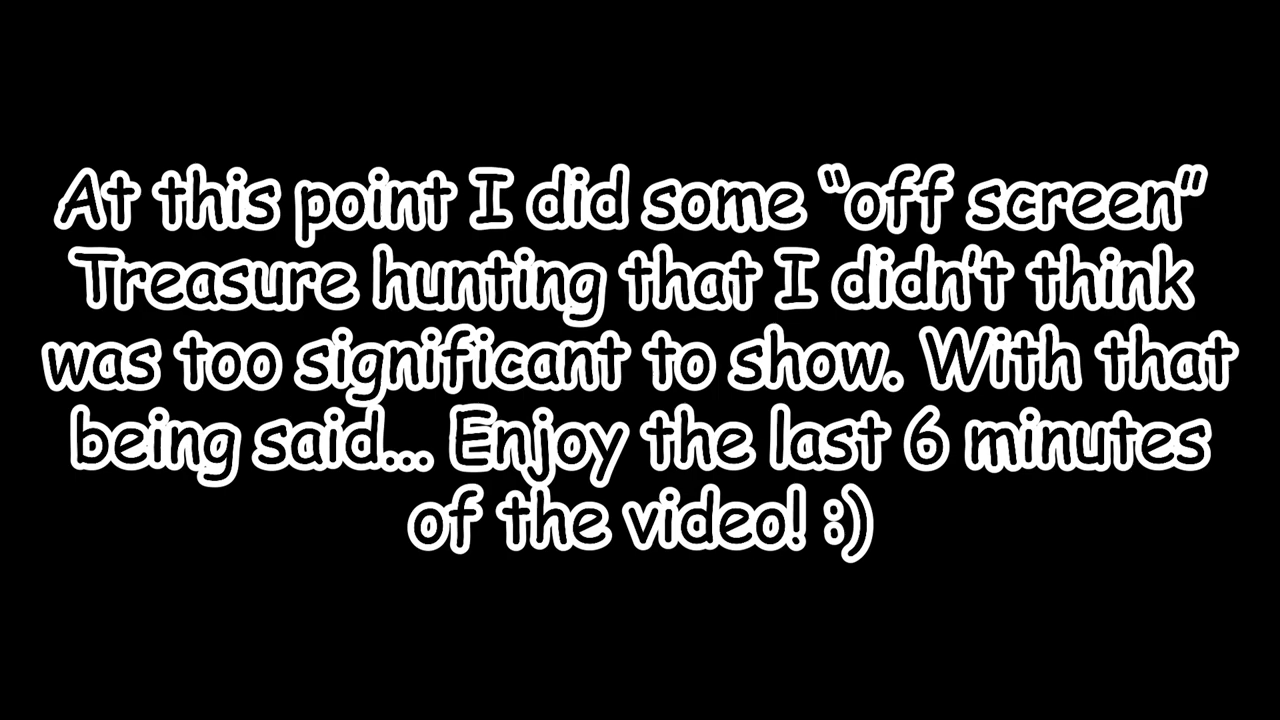 At this point I did some “off screen”
Treasure hunting that I didn't think
was too significant to show. With that
being said... Enjoy the last 6 minutes
of the video! :)